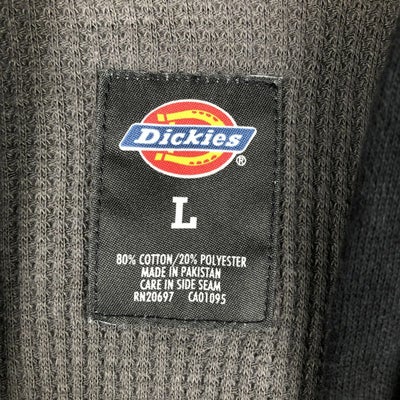 Dickies
®
L
80% COTTON/20% POLYESTER
MADE IN PAKISTAN
CARE IN SIDE SEAM
RN20697 CA01095